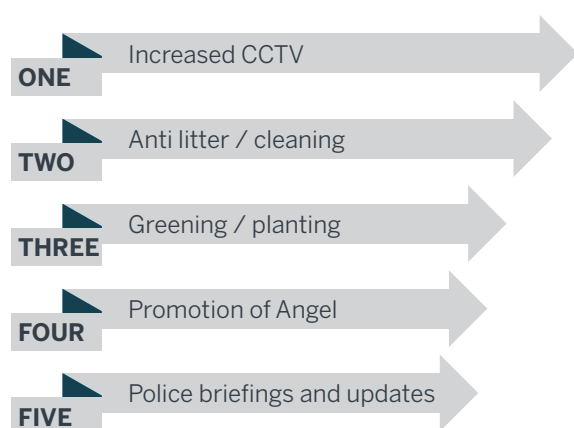 Increased CCTV
ONE
Anti litter / cleaning
TWO
Greening / planting
THREE
Promotion of Angel
FOUR
Police briefings and updates
FIVE